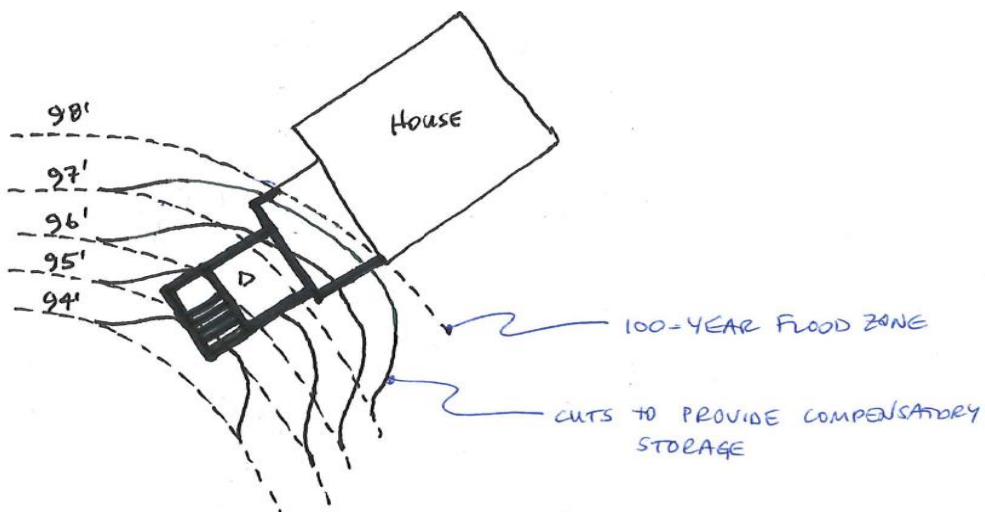 98'
HOUSE
97'
96'
95'
D
94'
100-YEAR FLOOD ZONE
CUTS TO PROVIDE COMPENSATORY
STORAGE